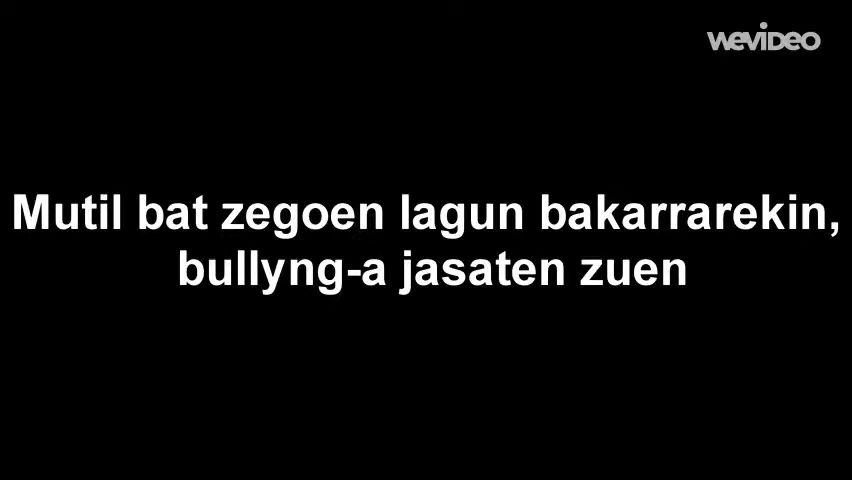 WEVIDEO
Mutil bat zegoen lagun bakarrarekin,
bullyng-a jasaten zuen